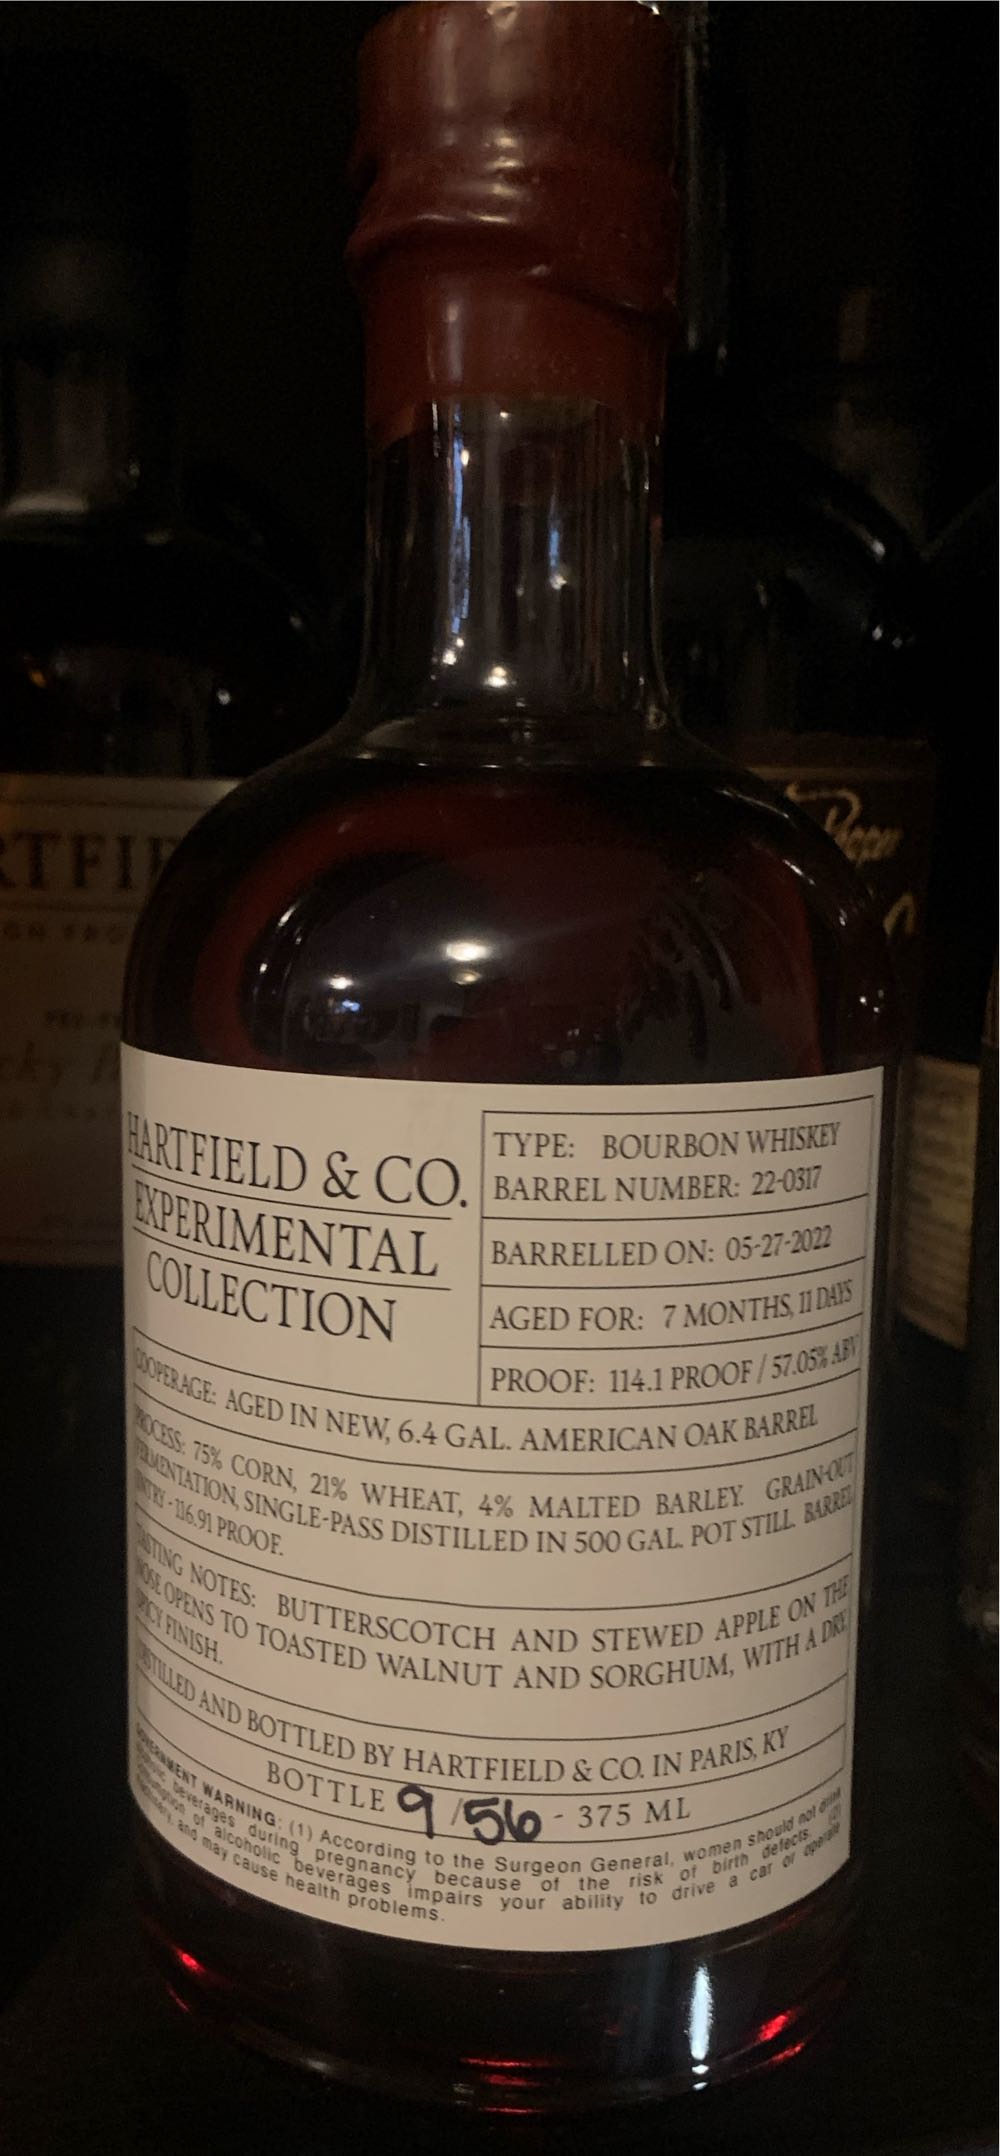 HARTFIELD & CO.
EXPERIMENTAL
COLLECTION
TYPE: BOURBON WHISKEY
BARREL NUMBER: 22-0317
BARRELLED ON: 05-27-2022
AGED FOR: 7 MONTHS, 11 DAYS
PROOF: 114.1 PROOF / 57.05% ABV
COOPERAGE: AGED IN NEW, 6.4 GAL. AMERICAN OAK BARREL
PROCESS: 75% CORN, 21% WHEAT, 4% MALTED BARLEY. GRAIN-OUT
FERMENTATION, SINGLE-PASS DISTILLED IN 500 GAL. POT STILL. BARREL
ENTRY - 116.91 PROOF.
TASTING NOTES: BUTTERSCOTCH AND STEWED APPLE ON THE
NOSE OPENS TO TOASTED WALNUT AND SORGHUM, WITH A DRY,
SPICY FINISH.
DISTILLED AND BOTTLED BY HARTFIELD & CO. IN PARIS, KY
BOTTLE 9/56 - 375 ML
GOVERNMENT WARNING: (1) According to the Surgeon General, women should not drink
alcoholic beverages during pregnancy because of the risk of birth defects. (2)
Consumption of alcoholic beverages impairs your ability to drive a car or operate
machinery, and may cause health problems.
RTFIE
Pepper